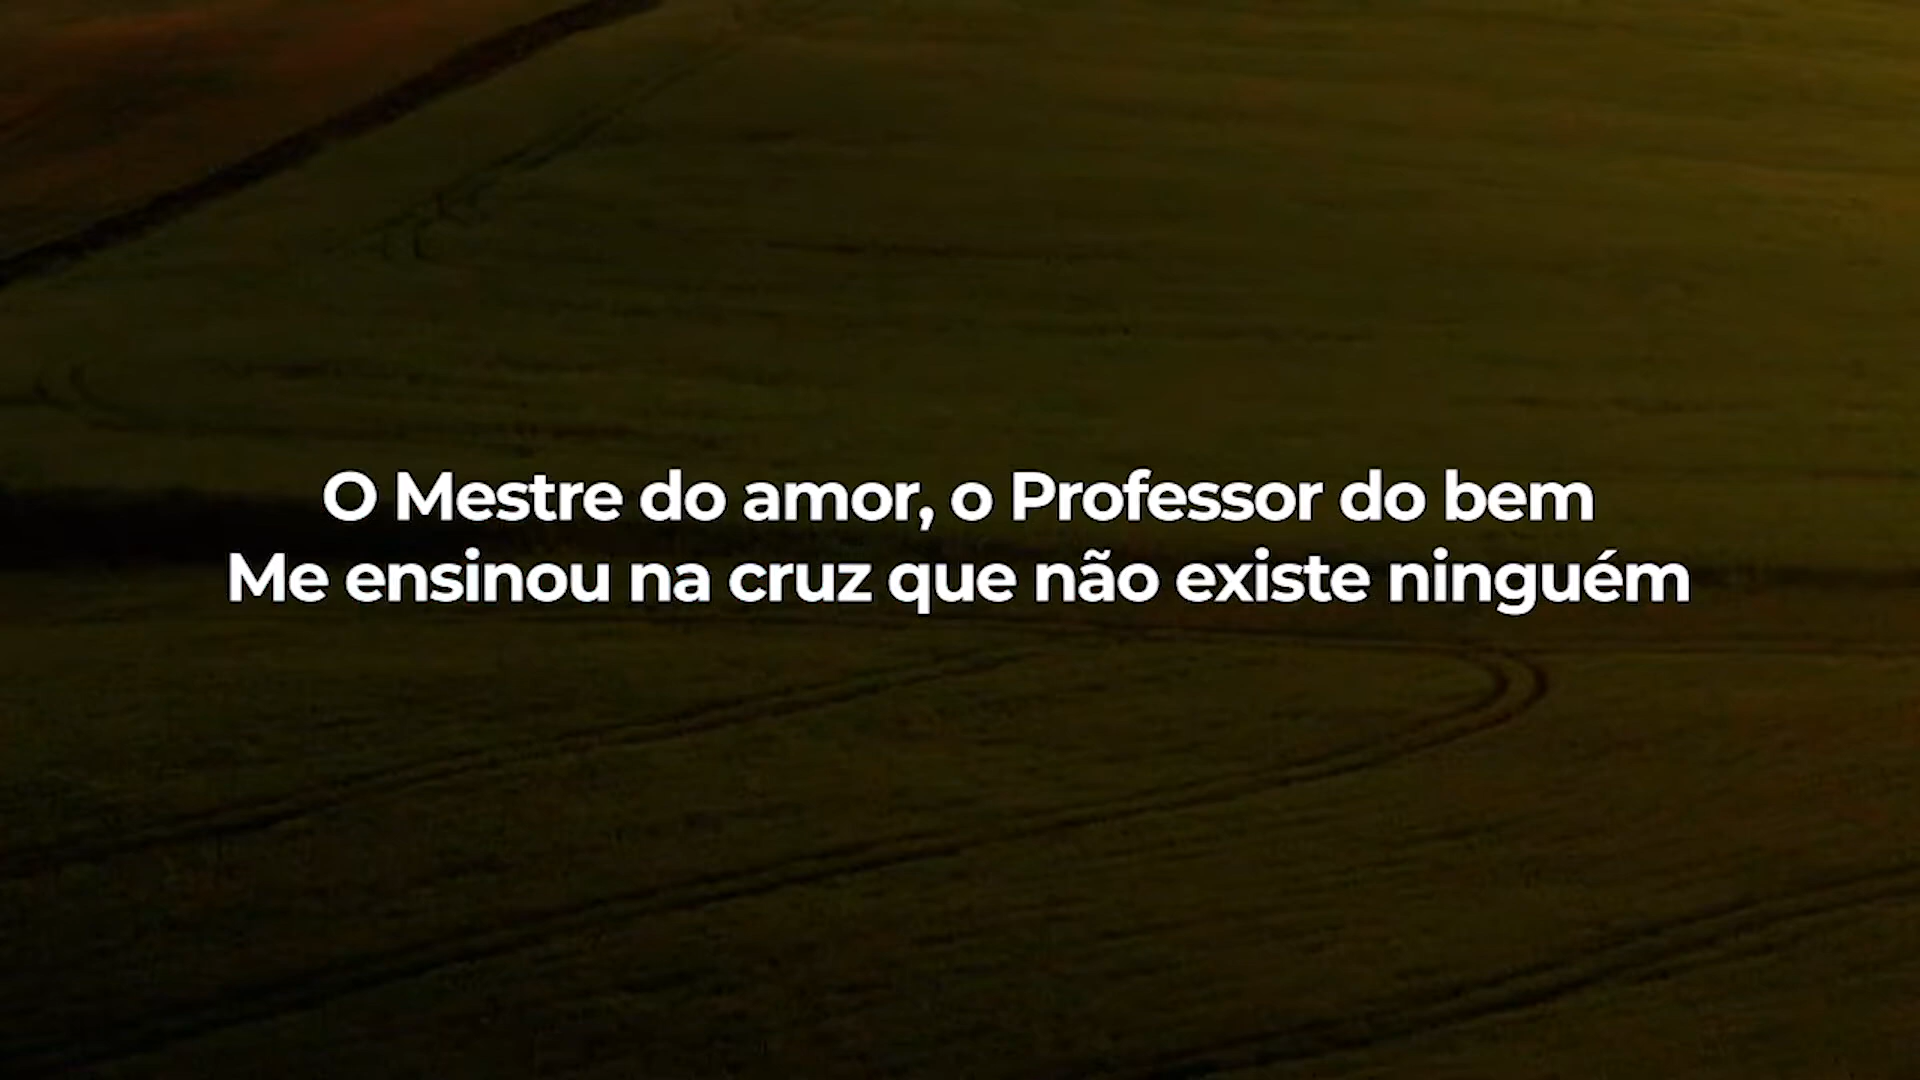 O Mestre do amor, o Professor do bem
Me ensinou na cruz que não existe ninguém